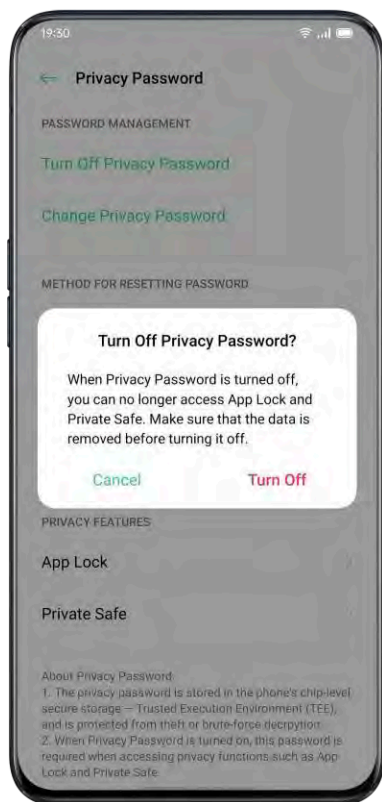 19:30
Privacy Password
PASSWORD MANAGEMENT
Turn Off Privacy Password
Change Privacy Password
METHOD FOR RESETTING PASSWORD
Turn Off Privacy Password?
When Privacy Password is turned off,
you can no longer access App Lock and
Private Safe. Make sure that the data is
removed before turning it off.
Cancel Turn Off
PRIVACY FEATURES
App Lock
Private Safe
About Privacy Password
1. The privacy password is stored in the phone's chip-level
secure storage — Trusted Execution Environment (TEE),
and is protected from theft or brute-force decryption.
2. When Privacy Password is turned on, this password is
required when accessing privacy functions such as App
Lock and Private Safe.